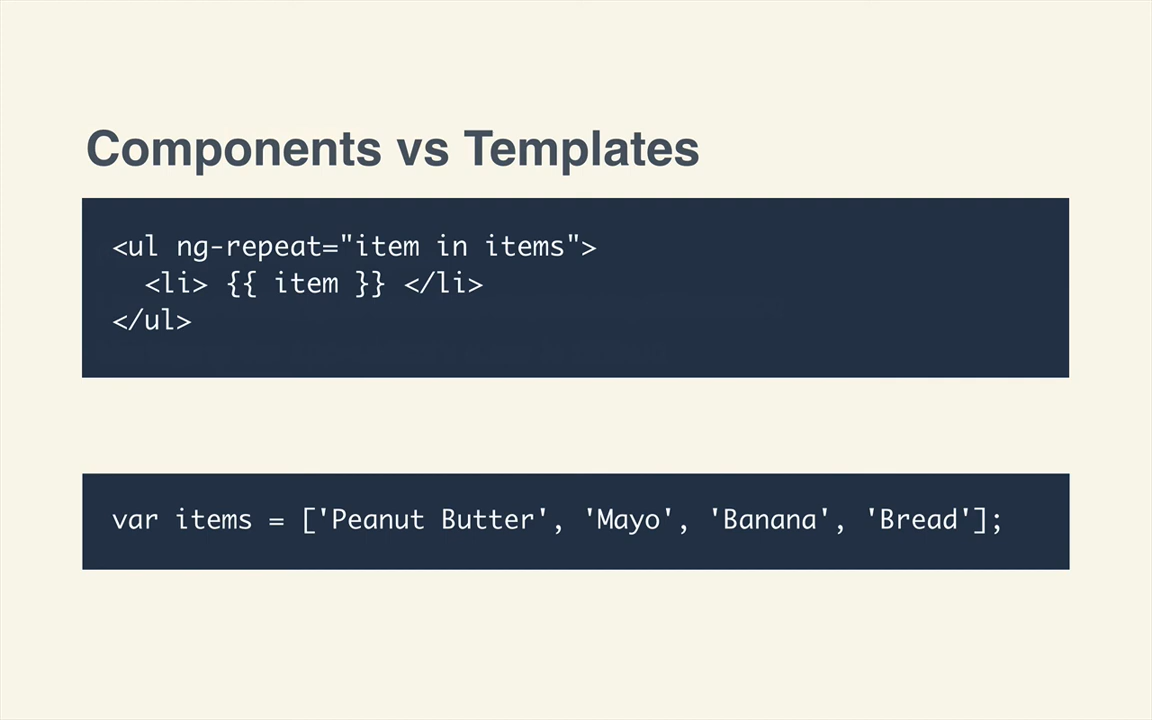 Components vs Templates
<ul ng-repeat="item in items">
  <li> {{ item }} </li>
</ul>
var items = ['Peanut Butter', 'Mayo', 'Banana', 'Bread'];